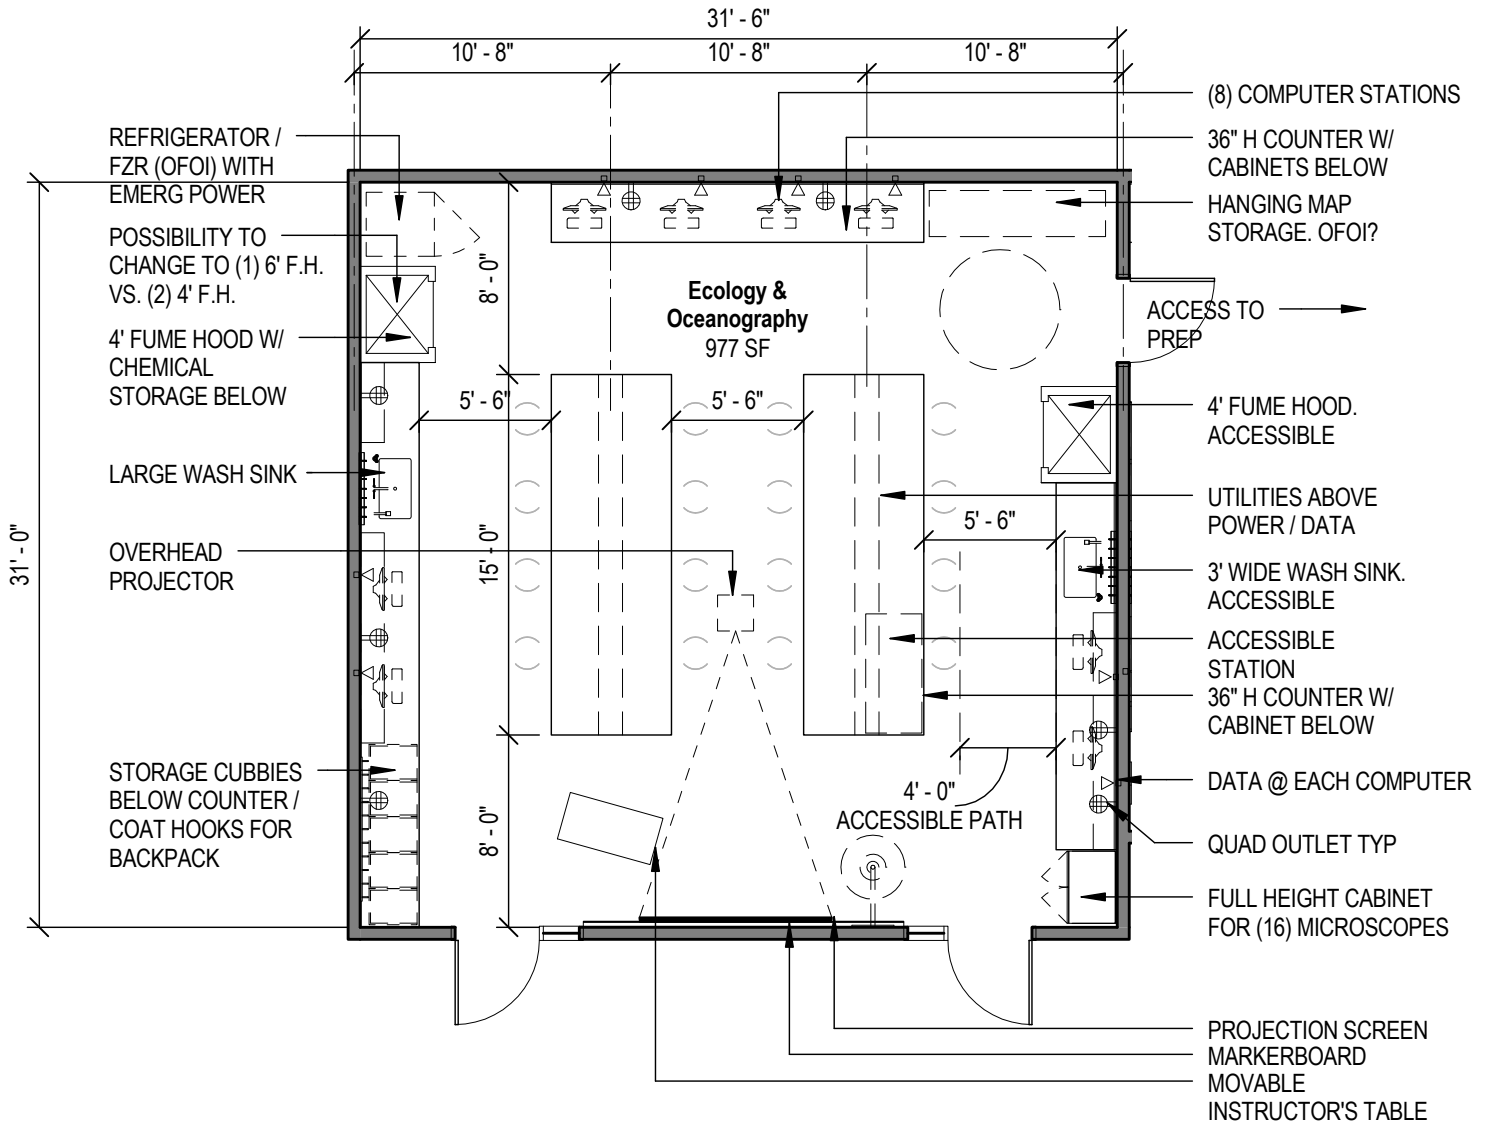 31' - 6"
10' - 8"
10' - 8"
10' - 8"
REFRIGERATOR /
FZR (OFOI) WITH
EMERG POWER
POSSIBILITY TO
CHANGE TO (1) 6' F.H.
VS. (2) 4' F.H.
4' FUME HOOD W/
CHEMICAL
STORAGE BELOW
LARGE WASH SINK
OVERHEAD
PROJECTOR
STORAGE CUBBIES
BELOW COUNTER /
COAT HOOKS FOR
BACKPACK
31' - 0"
8' - 0"
15' - 0"
8' - 0"
Ecology &
Oceanography
977 SF
5' - 6"
5' - 6"
5' - 6"
4' - 0"
ACCESSIBLE PATH
(8) COMPUTER STATIONS
36" H COUNTER W/
CABINETS BELOW
HANGING MAP
STORAGE. OFOI?
ACCESS TO
PREP
4' FUME HOOD.
ACCESSIBLE
UTILITIES ABOVE
POWER / DATA
3' WIDE WASH SINK.
ACCESSIBLE
ACCESSIBLE
STATION
36" H COUNTER W/
CABINET BELOW
DATA @ EACH COMPUTER
QUAD OUTLET TYP
FULL HEIGHT CABINET
FOR (16) MICROSCOPES
PROJECTION SCREEN
MARKERBOARD
MOVABLE
INSTRUCTOR'S TABLE